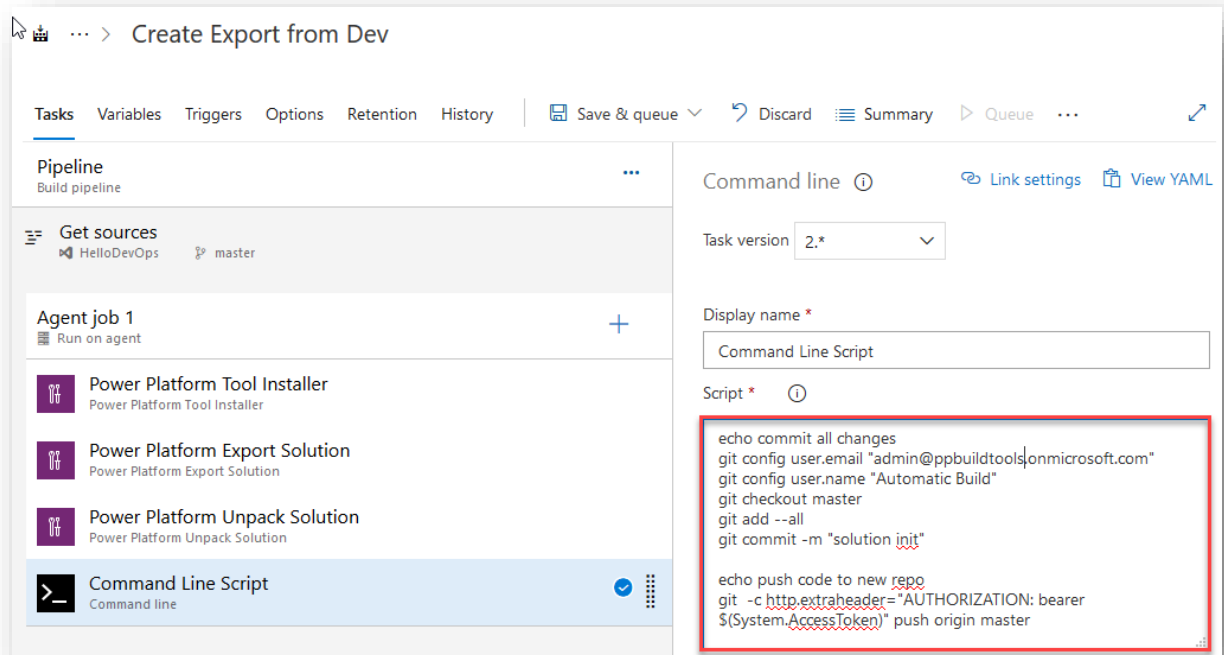 ... > Create Export from Dev
Tasks Variables Triggers Options Retention History Save & queue Discard Summary Queue ...
Pipeline
Build pipeline
Get sources
HelloDevOps master
Agent job 1
Run on agent
Power Platform Tool Installer
Power Platform Tool Installer
Power Platform Export Solution
Power Platform Export Solution
Power Platform Unpack Solution
Power Platform Unpack Solution
Command Line Script
Command line
Command line Link settings View YAML
Task version 2.*
Display name *
Command Line Script
Script *
echo commit all changes
git config user.email "admin@ppbuildtools.onmicrosoft.com"
git config user.name "Automatic Build"
git checkout master
git add --all
git commit -m "solution init"
echo push code to new repo
git -c http.extraheader="AUTHORIZATION: bearer
$(System.AccessToken)" push origin master